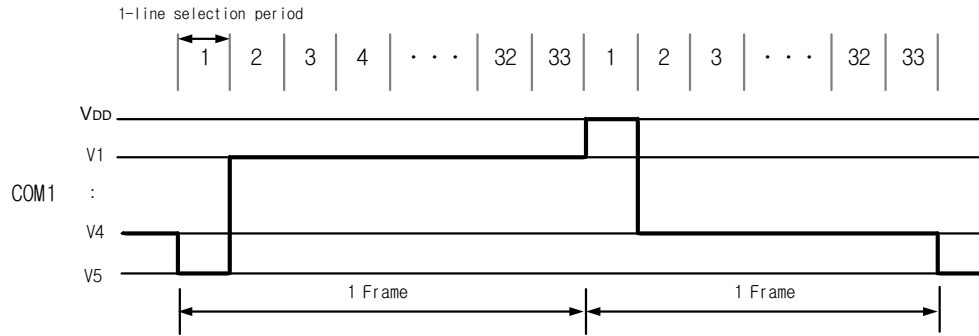 1-line selection period
1 2 3 4 · · · 32 33 1 2 3 · · · 32 33
VDD
V1
COM1 :
V4
V5
1 Frame 1 Frame